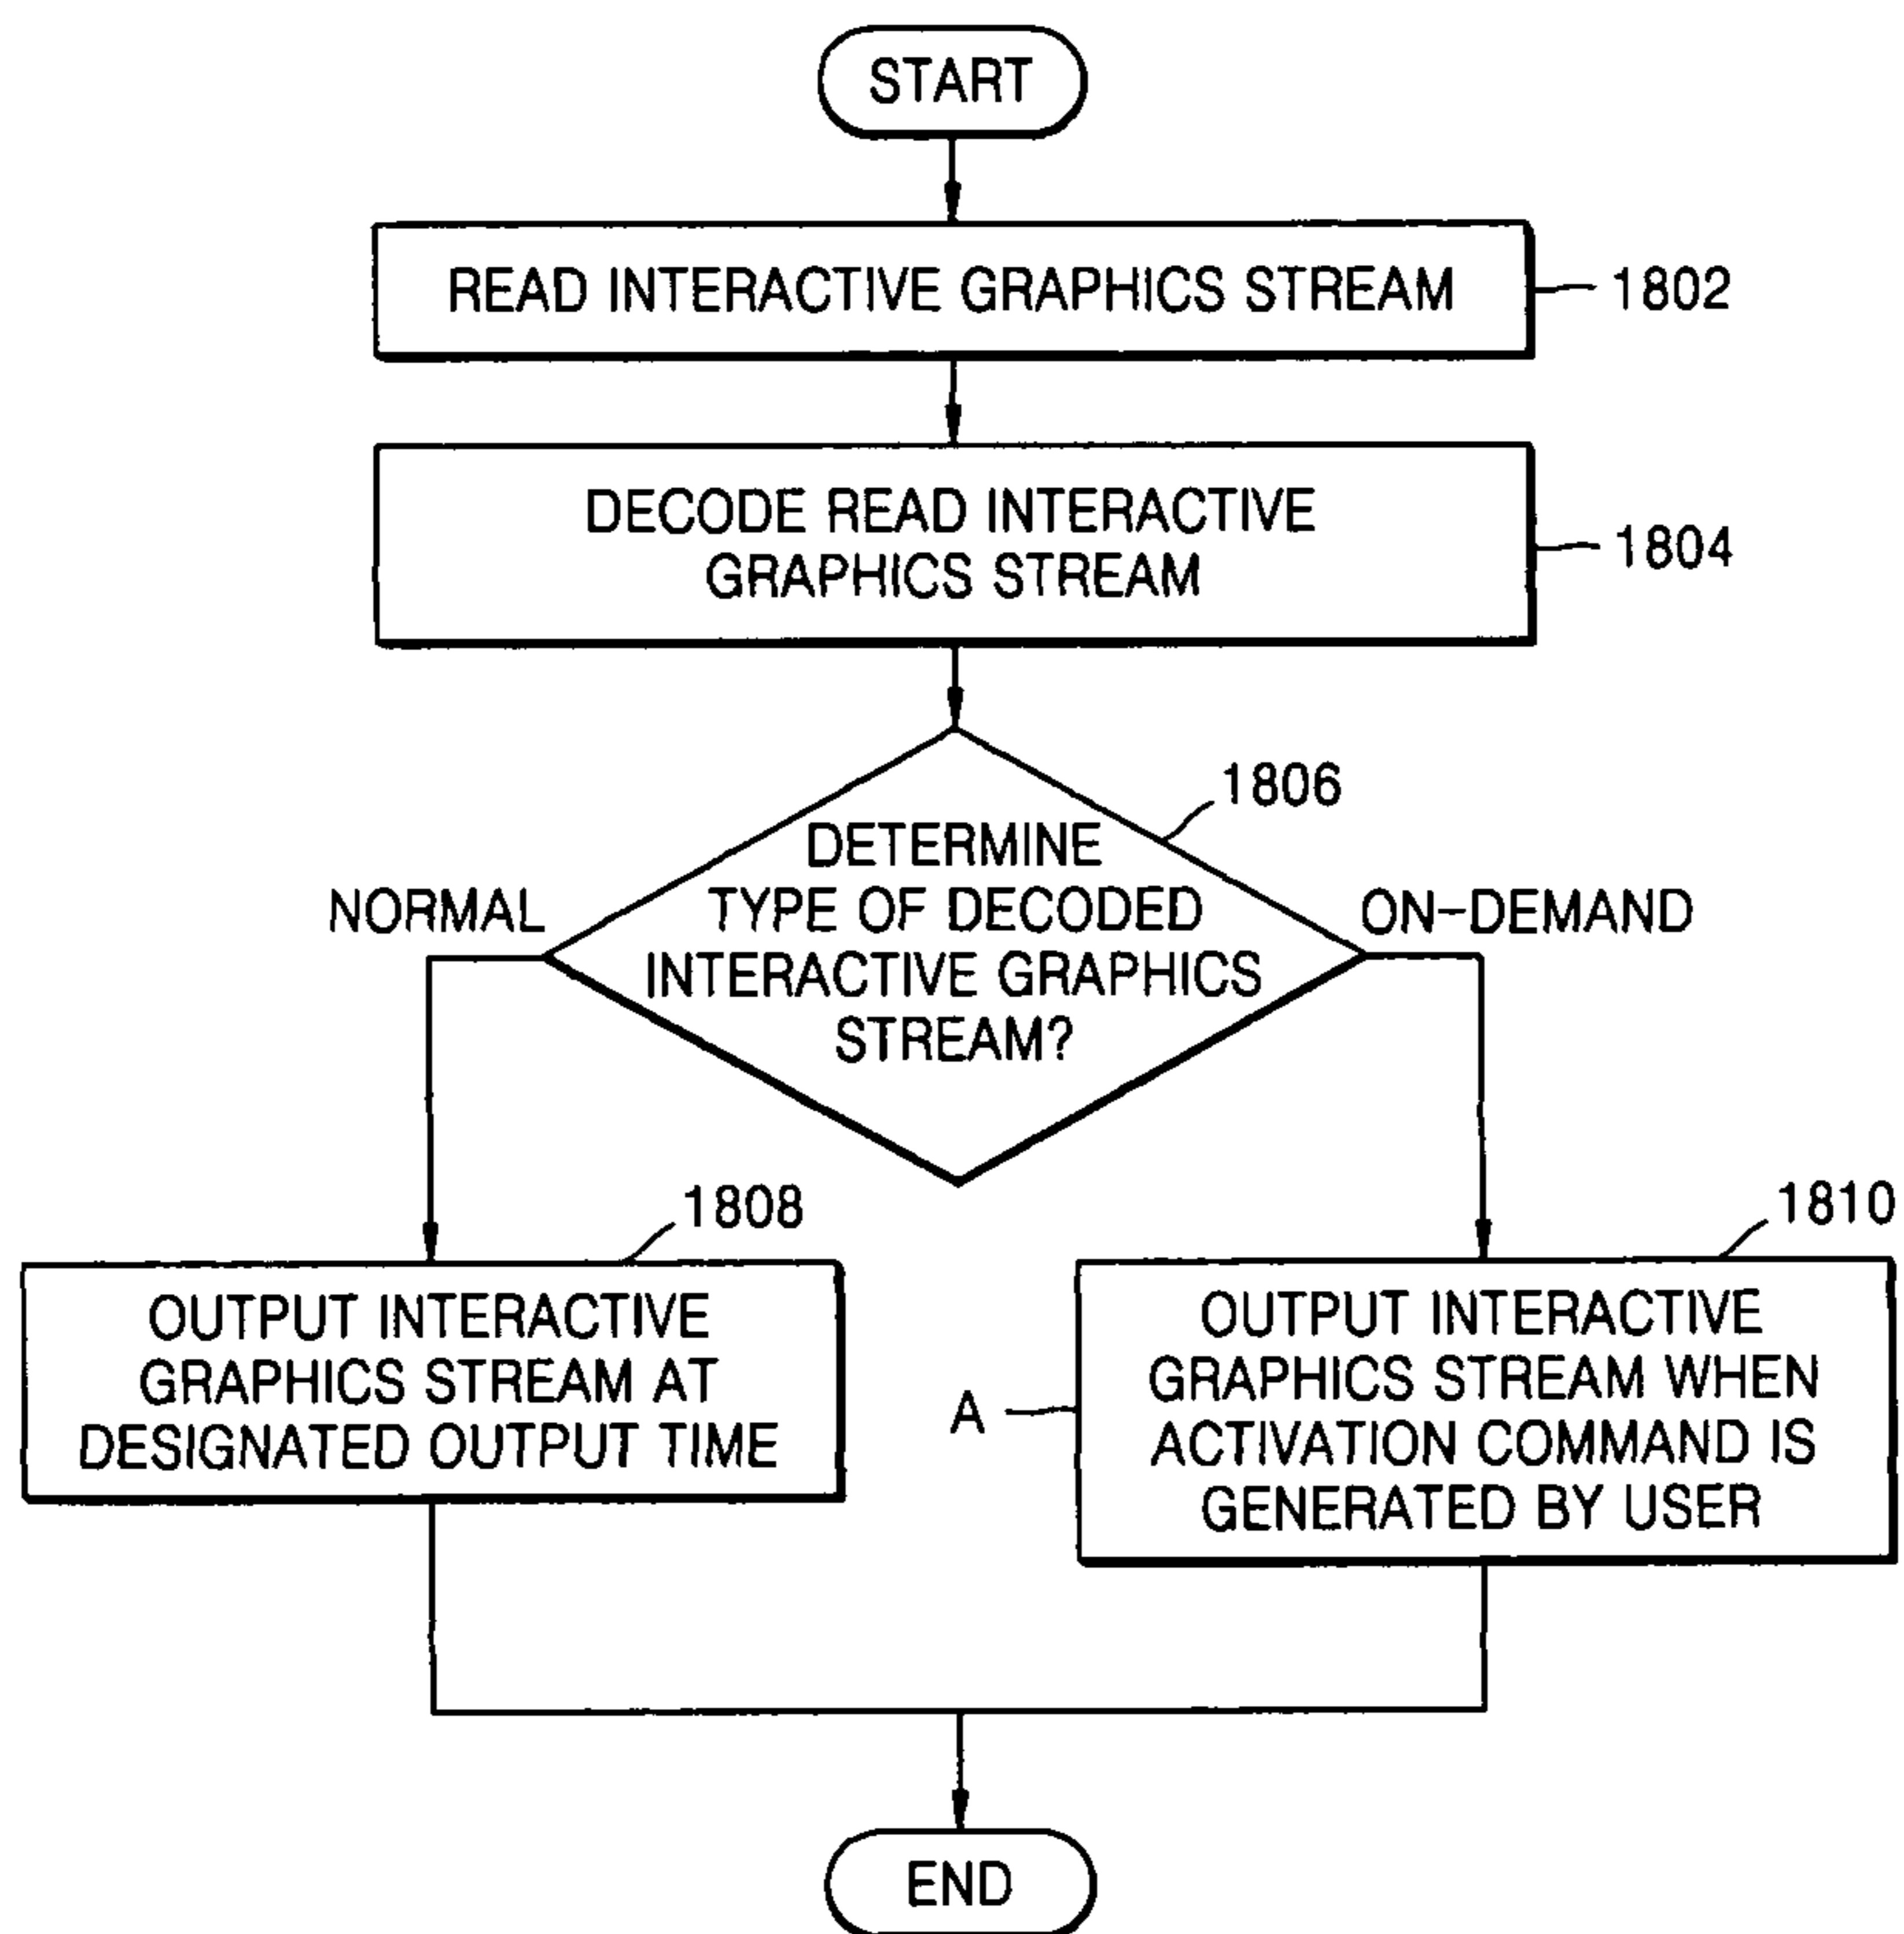 START
READ INTERACTIVE GRAPHICS STREAM
1802
DECODE READ INTERACTIVE
GRAPHICS STREAM
1804
1806
DETERMINE
TYPE OF DECODED
INTERACTIVE GRAPHICS
STREAM?
NORMAL
ON-DEMAND
1808
OUTPUT INTERACTIVE
GRAPHICS STREAM AT
DESIGNATED OUTPUT TIME
1810
A
OUTPUT INTERACTIVE
GRAPHICS STREAM WHEN
ACTIVATION COMMAND IS
GENERATED BY USER
END